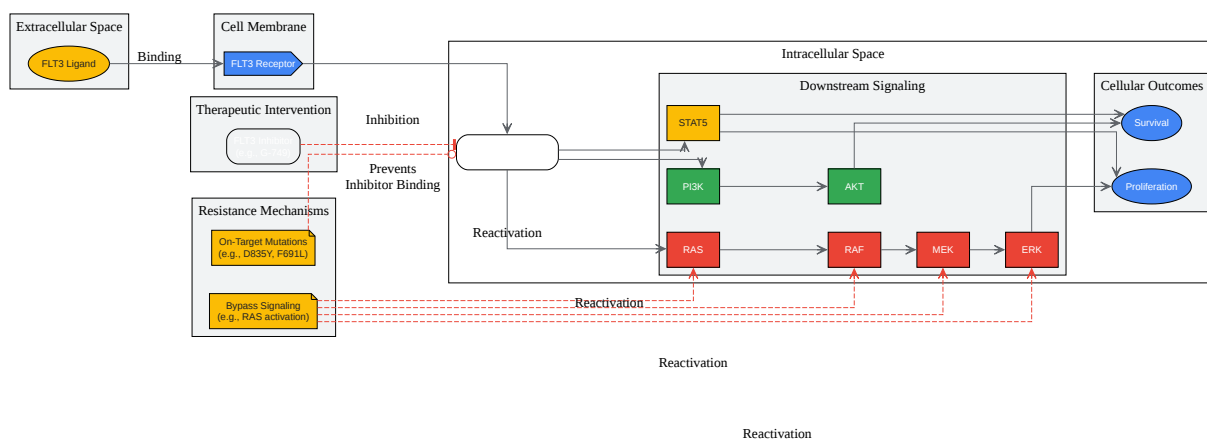 Extracellular Space
FLT3 Ligand
Binding
Cell Membrane
FLT3 Receptor
Therapeutic Intervention
Inhibition
Prevents
Inhibitor Binding
Resistance Mechanisms
On-Target Mutations
(e.g., D835Y, F691L)
Bypass Signaling
(e.g., RAS activation)
Intracellular Space
Downstream Signaling
STAT5
PI3K
AKT
RAS
RAF
MEK
ERK
Cellular Outcomes
Survival
Proliferation
Reactivation
Reactivation
Reactivation
Reactivation